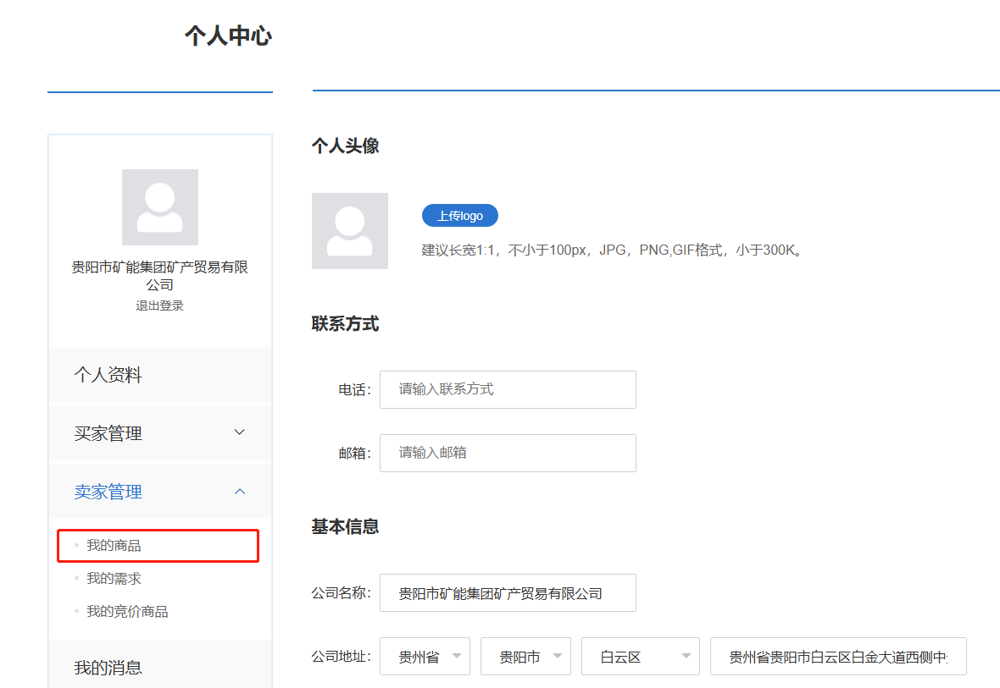 个人中心
贵阳市矿能集团矿产贸易有限
公司
退出登录
个人资料
买家管理
卖家管理
我的商品
我的需求
我的竞价商品
我的消息
个人头像
上传logo
建议长宽1:1，不小于100px，JPG，PNG,GIF格式，小于300K。
联系方式
电话： 请输入联系方式
邮箱： 请输入邮箱
基本信息
公司名称： 贵阳市矿能集团矿产贸易有限公司
公司地址： 贵州省 贵阳市 白云区 贵州省贵阳市白云区白金大道西侧中